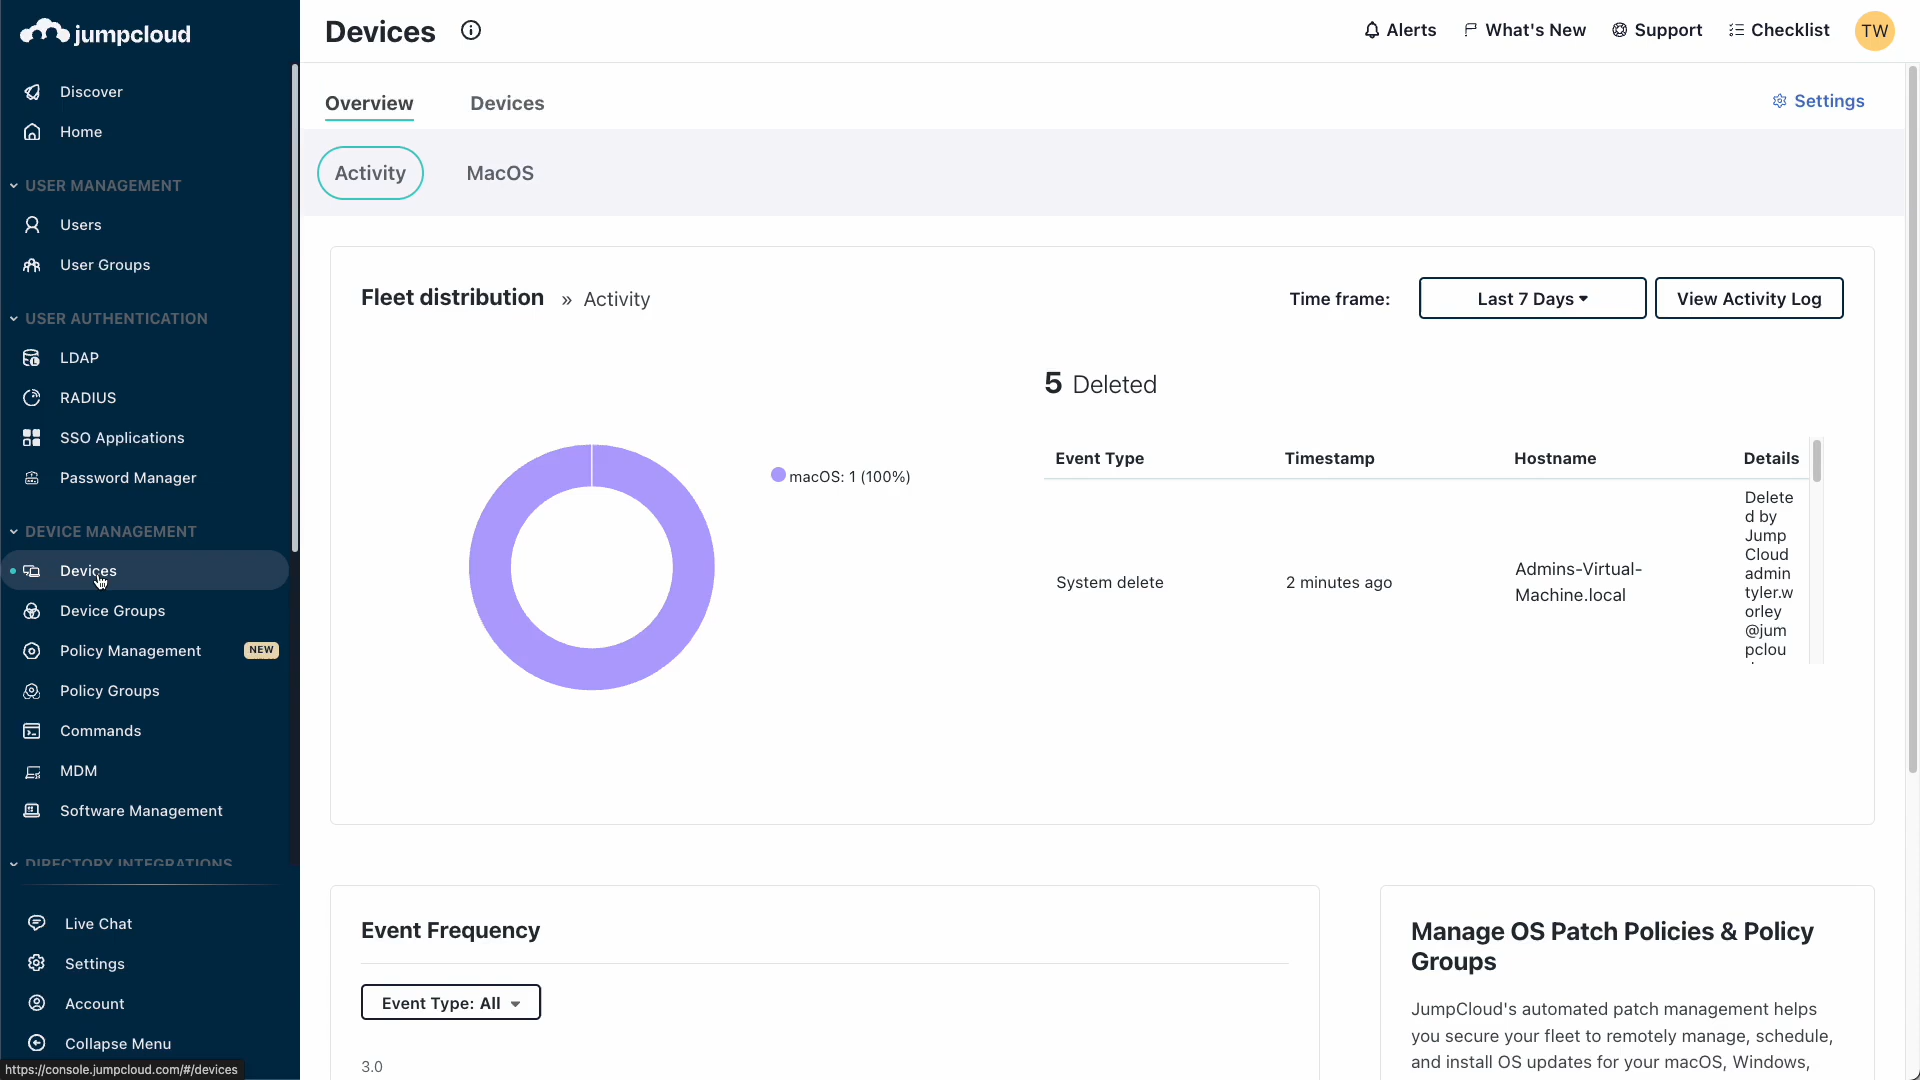 jumpcloud
Discover
Home
USER MANAGEMENT
Users
User Groups
USER AUTHENTICATION
LDAP
RADIUS
SSO Applications
Password Manager
DEVICE MANAGEMENT
Devices
Device Groups
Policy Management NEW
Policy Groups
Commands
MDM
Software Management
DIRECTORY INTEGRATIONS
Live Chat
Settings
Account
Collapse Menu
https://console.jumpcloud.com/#/devices
Devices
Alerts What's New Support Checklist TW
Overview Devices Settings
Activity MacOS
Fleet distribution » Activity
Time frame: Last 7 Days View Activity Log
macOS: 1 (100%)
5 Deleted
Event Type Timestamp Hostname Details
System delete
2 minutes ago
Admins-Virtual-
Machine.local
Delete
d by
Jump
Cloud
admin
tyler.w
orley
@jum
pclou
Event Frequency
Event Type: All
3.0
Manage OS Patch Policies & Policy
Groups
JumpCloud's automated patch management helps
you secure your fleet to remotely manage, schedule,
and install OS updates for your macOS, Windows,